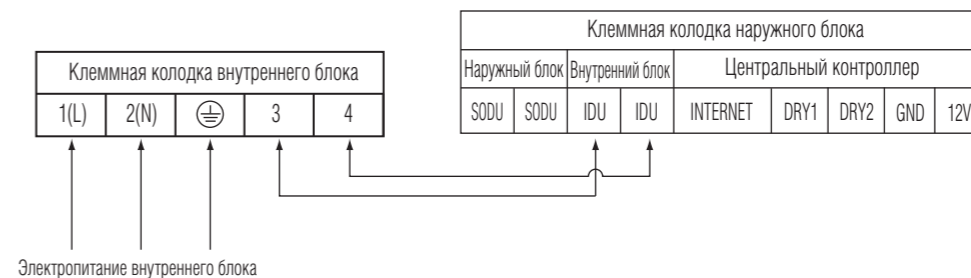 Клеммная колодка наружного блока
Наружный блок Внутренний блок Центральный контроллер
SODU SODU IDU IDU INTERNET DRY1 DRY2 GND 12V
Клеммная колодка внутреннего блока
1(L) 2(N) 3 4
Электропитание внутреннего блока